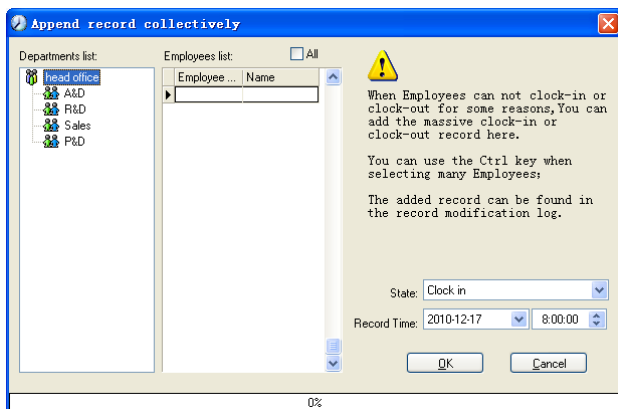 Append record collectively
Departments list:
head office
A&D
R&D
Sales
P&D
Employees list:
All
Employee ... Name
When Employees can not clock-in or
clock-out for some reasons,You can
add the massive clock-in or
clock-out record here.
You can use the Ctrl key when
selecting many Employees;
The added record can be found in
the record modification log.
State: Clock in
Record Time: 2010-12-17 8:00:00
OK Cancel
0%